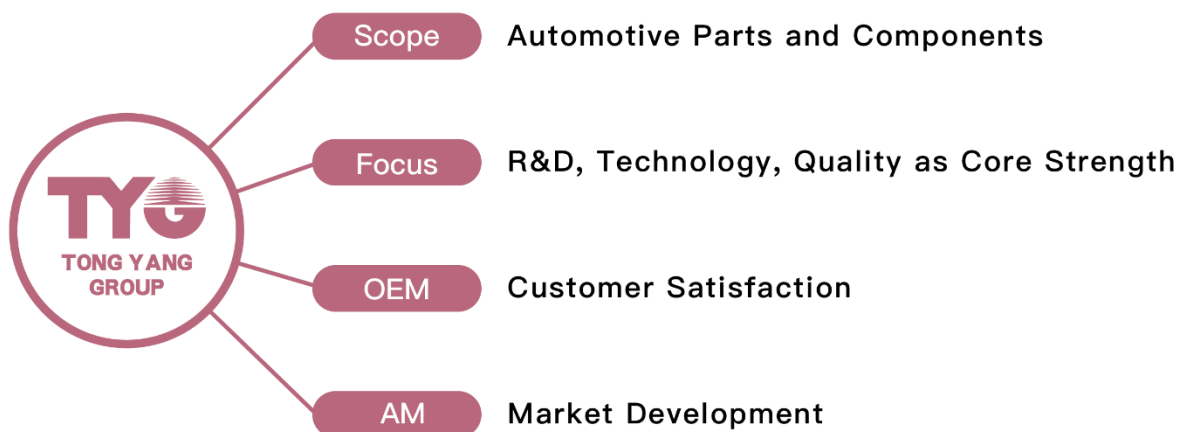 Scope
Automotive Parts and Components
Focus
R&D, Technology, Quality as Core Strength
TYG
TONG YANG
GROUP
OEM
Customer Satisfaction
AM
Market Development